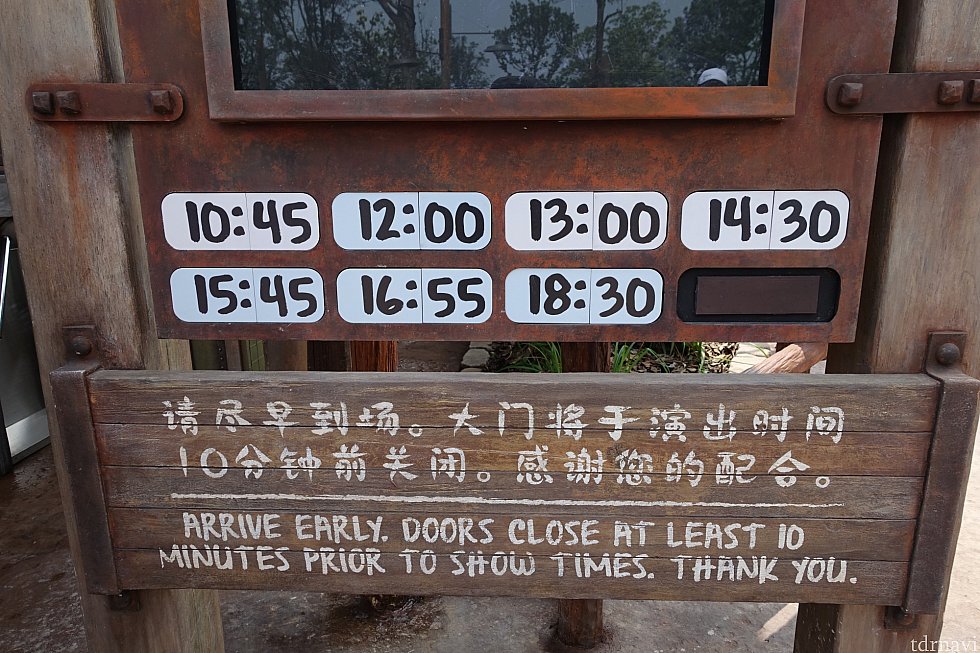 10:45 12:00 13:00 14:30
15:45 16:55 18:30
请尽早到场。大门将于演出时间
10分钟前关闭。感谢您的配合。
ARRIVE EARLY. DOORS CLOSE AT LEAST 10
MINUTES PRIOR TO SHOW TIMES. THANK YOU.
tdrnavi